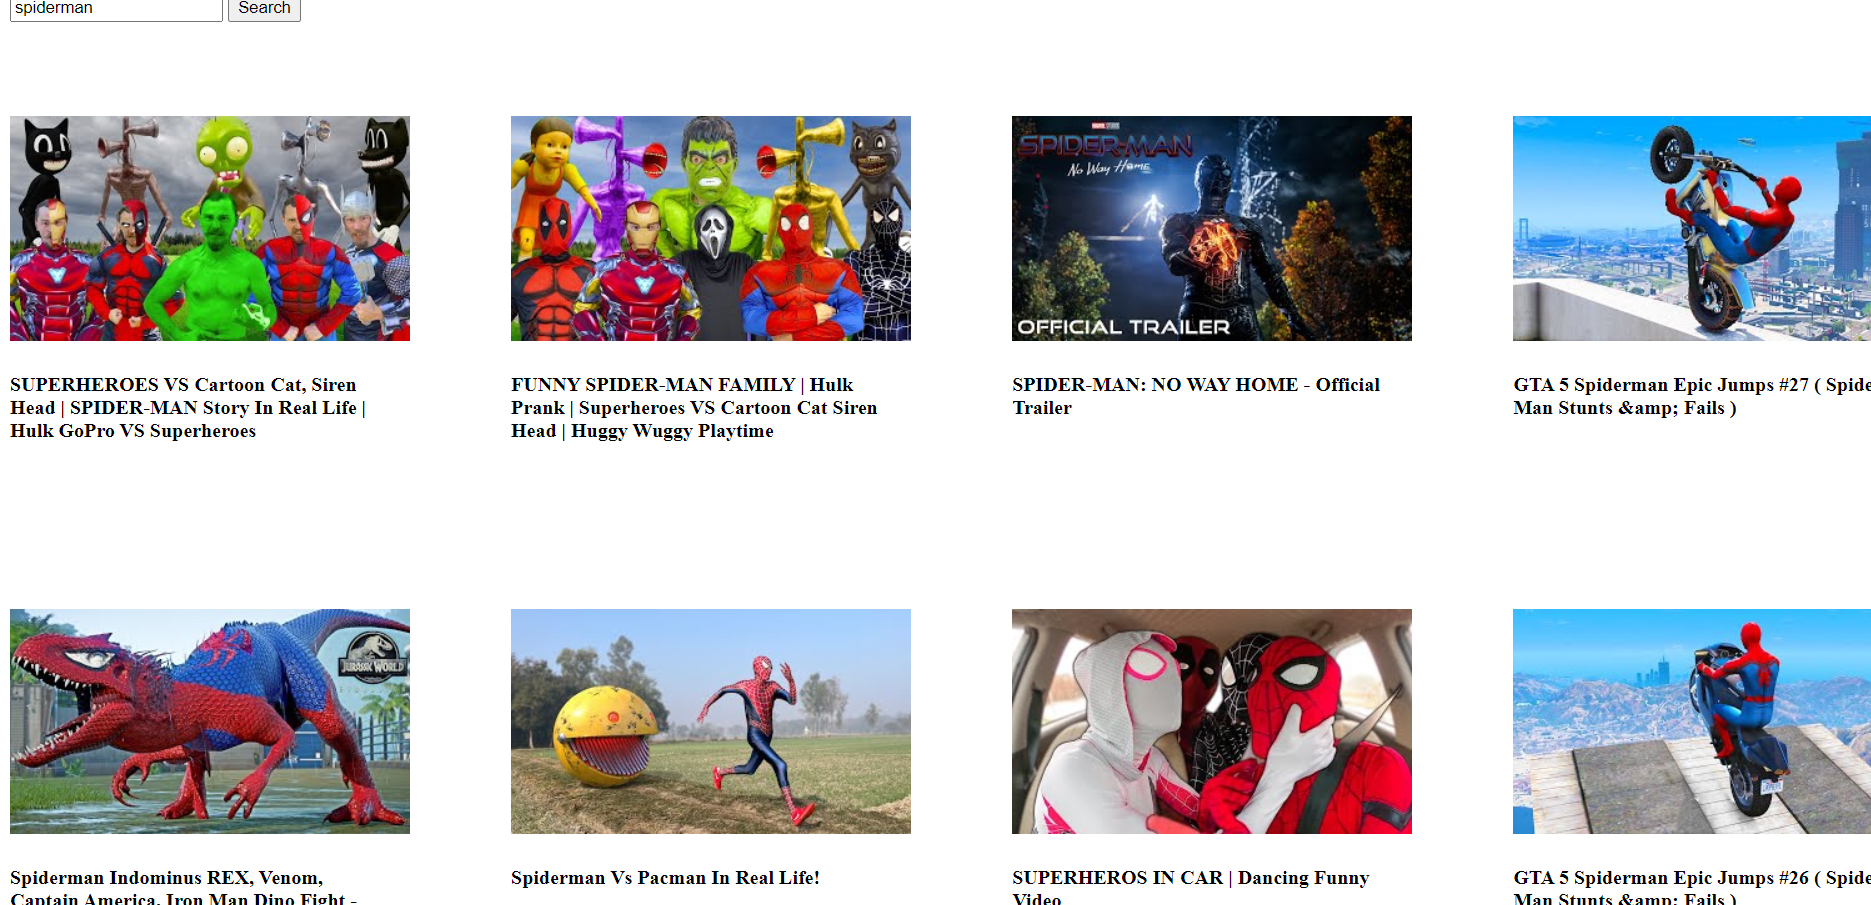 spiderman
Search
MARVEL STUDIOS
SPIDER-MAN
No Way Home
OFFICIAL TRAILER
SUPERHEROES VS Cartoon Cat, Siren
Head | SPIDER-MAN Story In Real Life |
Hulk GoPro VS Superheroes
FUNNY SPIDER-MAN FAMILY | Hulk
Prank | Superheroes VS Cartoon Cat Siren
Head | Huggy Wuggy Playtime
SPIDER-MAN: NO WAY HOME - Official
Trailer
GTA 5 Spiderman Epic Jumps #27 ( Spide
Man Stunts &amp; Fails )
JURASSIC WORLD
Spiderman Indominus REX, Venom,
Captain America, Iron Man Dino Fight -
Spiderman Vs Pacman In Real Life!
SUPERHEROS IN CAR | Dancing Funny
Video
GTA 5 Spiderman Epic Jumps #26 ( Spide
Man Stunts &amp; Fails )